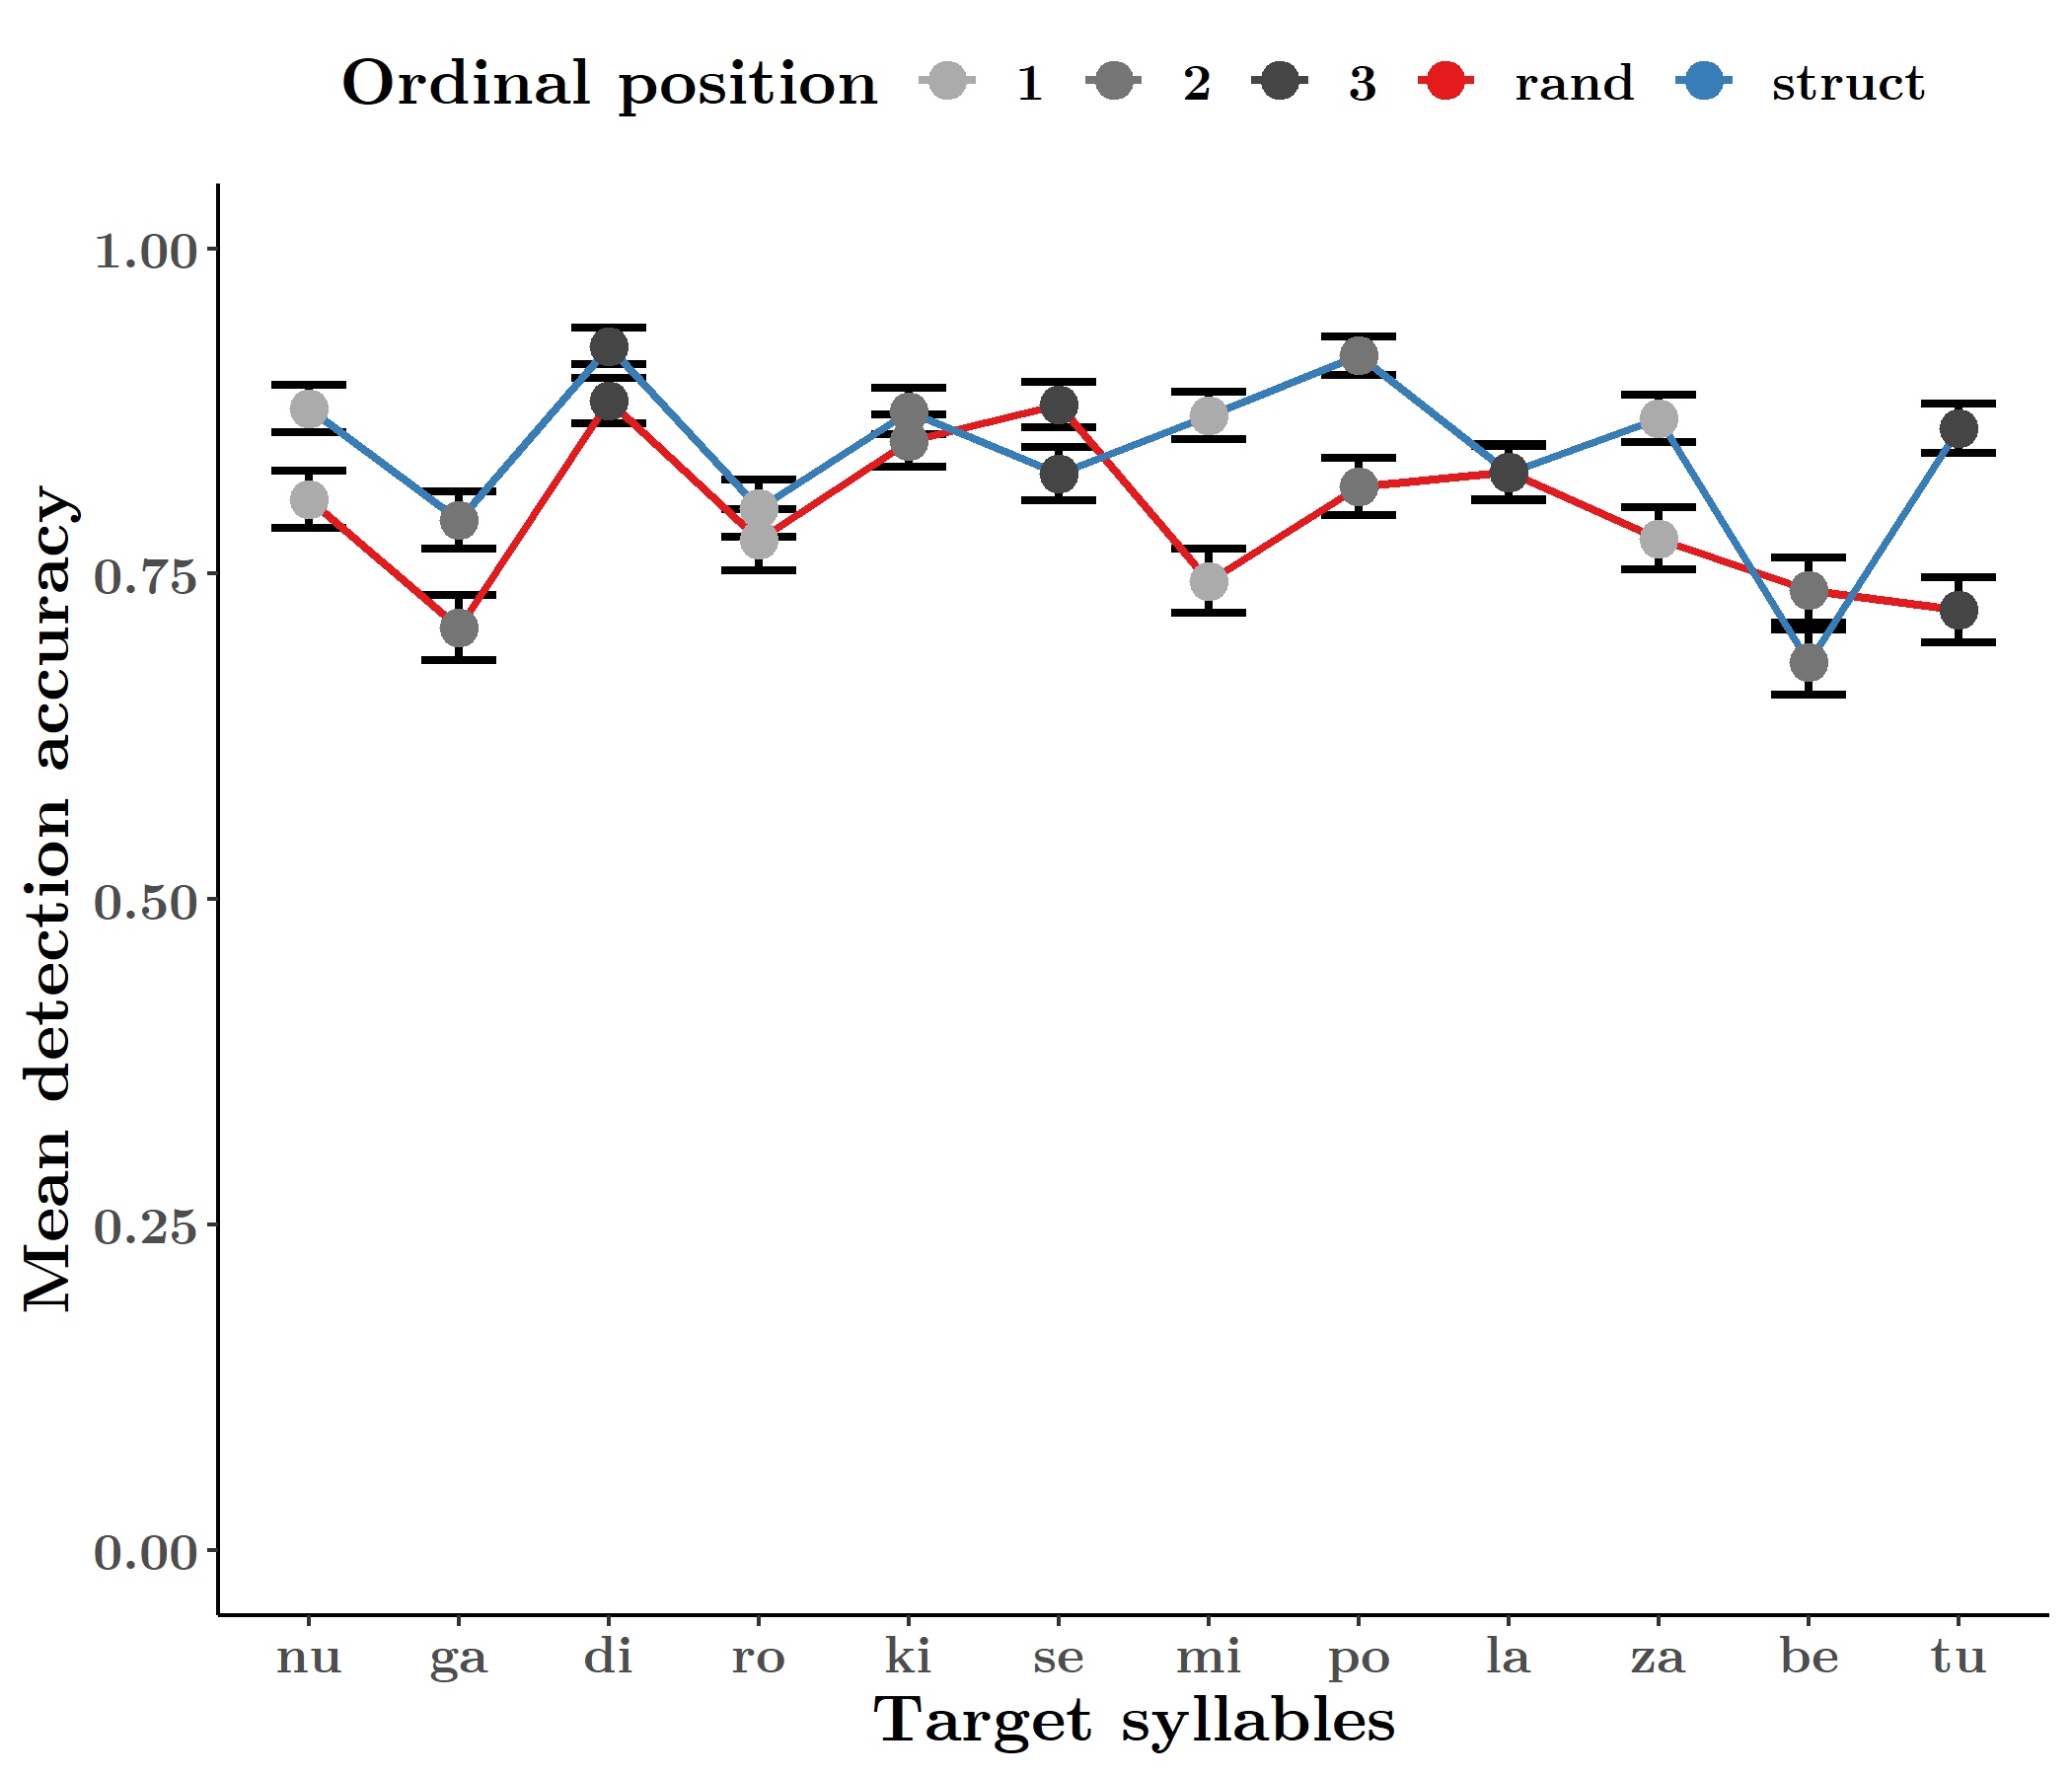 Ordinal position 1 2 3 rand struct
Mean detection accuracy
1.00
0.75
0.50
0.25
0.00
nu ga di ro ki se mi po la za be tu
Target syllables